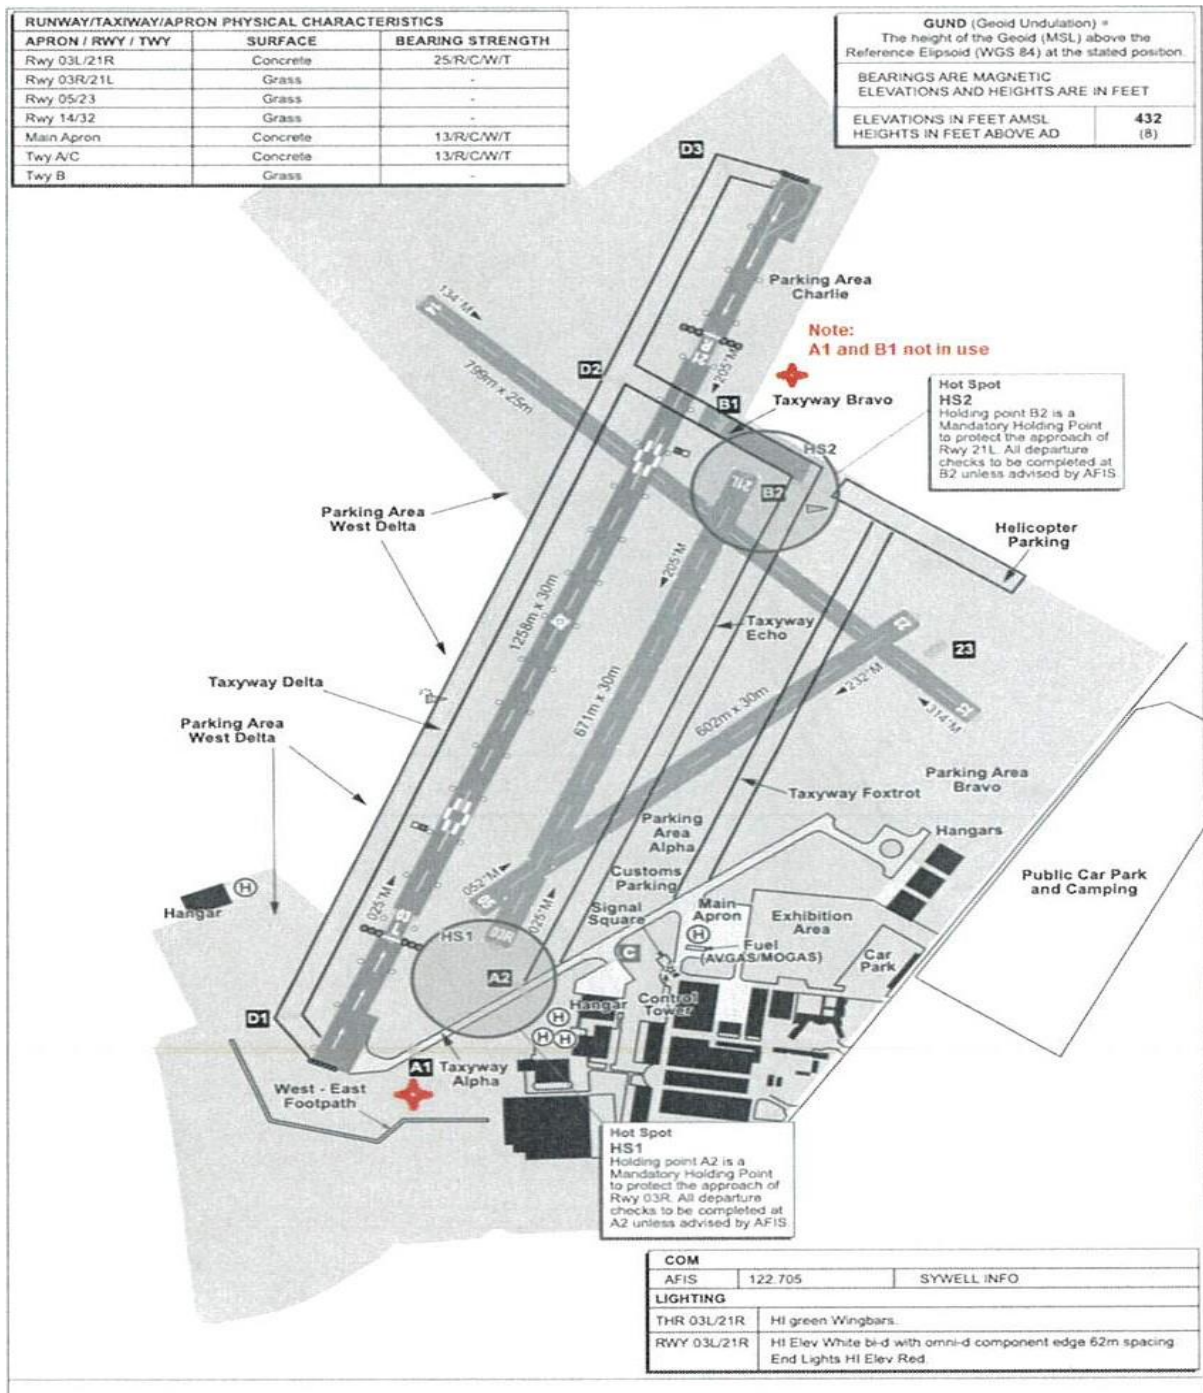 RUNWAY/TAXIWAY/APRON PHYSICAL CHARACTERISTICS
APRON / RWY / TWY SURFACE BEARING STRENGTH
Rwy 03L/21R Concrete 25/R/C/W/T
Rwy 03R/21L Grass -
Rwy 05/23 Grass -
Rwy 14/32 Grass -
Main Apron Concrete 13/R/C/W/T
Twy A/C Concrete 13/R/C/W/T
Twy B Grass -
GUND (Geoid Undulation) =
The height of the Geoid (MSL) above the
Reference Elipsoid (WGS 84) at the stated position.
BEARINGS ARE MAGNETIC
ELEVATIONS AND HEIGHTS ARE IN FEET
ELEVATIONS IN FEET AMSL 432
HEIGHTS IN FEET ABOVE AD (8)
D3
Parking Area
Charlie
134°M
Note:
A1 and B1 not in use
21
R
205°M
D2
799m x 25m
B1
Taxyway Bravo
Hot Spot
HS2
Holding point B2 is a
Mandatory Holding Point
to protect the approach of
Rwy 21L. All departure
checks to be completed at
B2 unless advised by AFIS
HS2
21L
B2
Parking Area
West Delta
Helicopter
Parking
205°M
1258m x 30m
Taxyway
Echo
23
23
232°M
314°M
Taxyway Delta
671m x 30m
602m x 30m
Parking Area
West Delta
Parking Area
Bravo
Taxyway Foxtrot
Parking
Area
Alpha
Hangars
Customs
Parking
Public Car Park
and Camping
052°M
05
025°M
03
L
H
Hangar
Signal
Square
Main
Apron
Exhibition
Area
03R
025°M
HS1
H
Fuel
(AVGAS/MOGAS)
Car
Park
C
A2
Hangar
Control
Tower
D1
H
H H
A1 Taxyway
Alpha
West - East
Footpath
Hot Spot
HS1
Holding point A2 is a
Mandatory Holding Point
to protect the approach of
Rwy 03R. All departure
checks to be completed at
A2 unless advised by AFIS
COM
AFIS 122.705 SYWELL INFO
LIGHTING
THR 03L/21R HI green Wingbars.
RWY 03L/21R HI Elev White bi-d with omni-d component edge 62m spacing.
End Lights HI Elev Red.